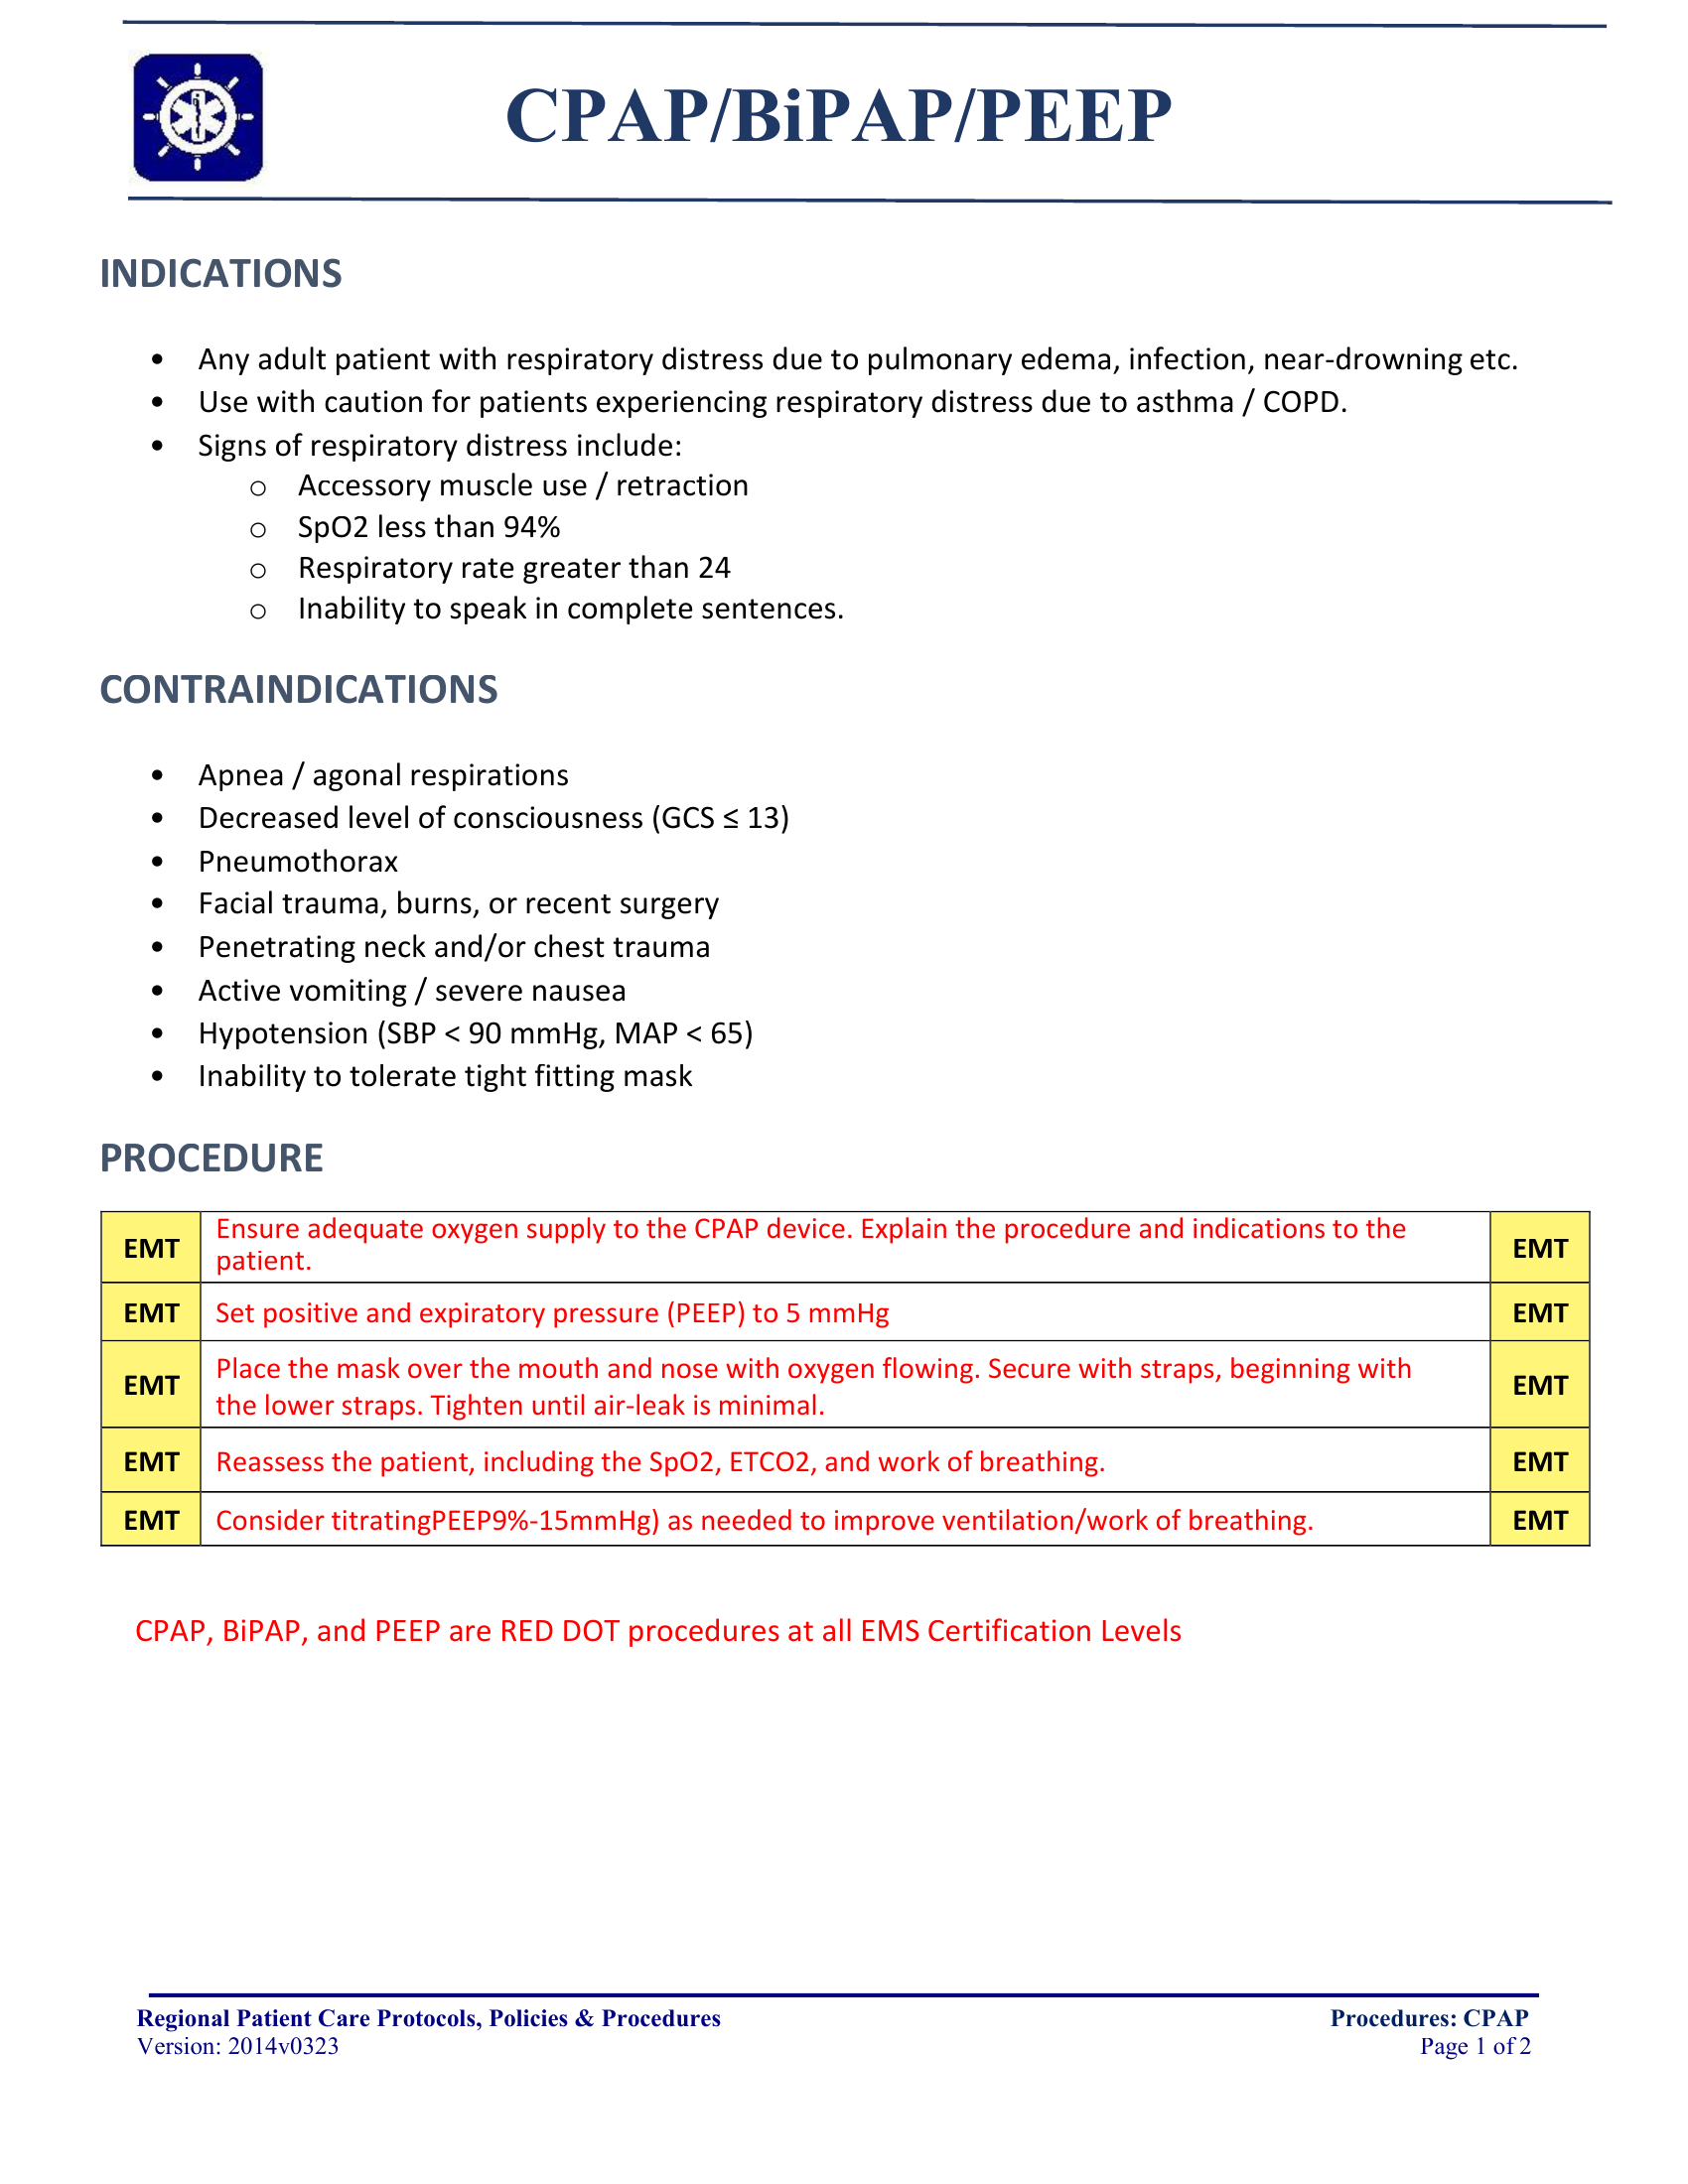 CPAP/BiPAP/PEEP
INDICATIONS
• Any adult patient with respiratory distress due to pulmonary edema, infection, near-drowning etc.
• Use with caution for patients experiencing respiratory distress due to asthma / COPD.
• Signs of respiratory distress include:
o Accessory muscle use / retraction
o SpO2 less than 94%
o Respiratory rate greater than 24
o Inability to speak in complete sentences.
CONTRAINDICATIONS
• Apnea / agonal respirations
• Decreased level of consciousness (GCS ≤ 13)
• Pneumothorax
• Facial trauma, burns, or recent surgery
• Penetrating neck and/or chest trauma
• Active vomiting / severe nausea
• Hypotension (SBP < 90 mmHg, MAP < 65)
• Inability to tolerate tight fitting mask
PROCEDURE
EMT Ensure adequate oxygen supply to the CPAP device. Explain the procedure and indications to the EMT
patient.
EMT Set positive and expiratory pressure (PEEP) to 5 mmHg EMT
EMT Place the mask over the mouth and nose with oxygen flowing. Secure with straps, beginning with EMT
the lower straps. Tighten until air-leak is minimal.
EMT Reassess the patient, including the SpO2, ETCO2, and work of breathing. EMT
EMT Consider titratingPEEP9%-15mmHg) as needed to improve ventilation/work of breathing. EMT
CPAP, BiPAP, and PEEP are RED DOT procedures at all EMS Certification Levels
Regional Patient Care Protocols, Policies & Procedures Procedures: CPAP
Version: 2014v0323 Page 1 of 2